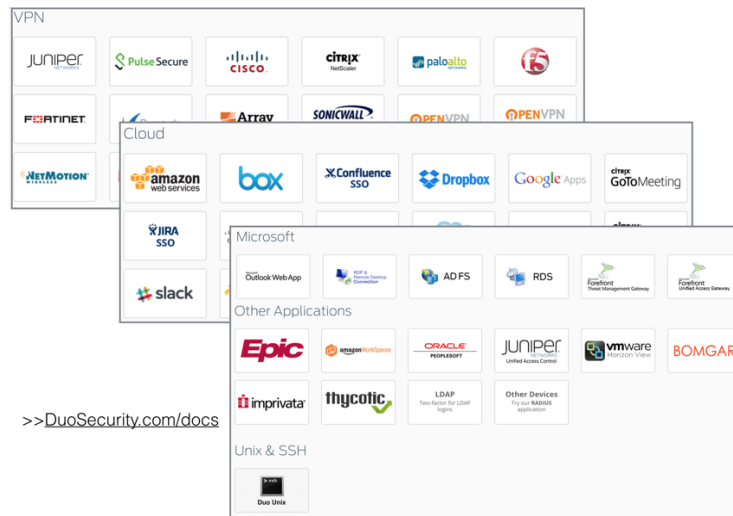 VPN
JUNIPER NETWORKS
Pulse Secure
CISCO
CITRIX NetScaler
paloalto NETWORKS
f5
FORTINET
Array
SONICWALL
OPENVPN
OPENVPN
NETMOTION WIRELESS
Cloud
amazon web services
box
Confluence SSO
Dropbox
Google Apps
citrix GoToMeeting
JIRA SSO
slack
Microsoft
Outlook Web App
RDP & Remote Desktop Connection
AD FS
RDS
Forefront Threat Management Gateway
Forefront Unified Access Gateway
Other Applications
Epic
amazon WorkSpaces
ORACLE PEOPLESOFT
JUNIPER NETWORKS Unified Access Control
vmware Horizon View
BOMGAR
imprivata
thycotic
LDAP
Two-factor for LDAP logins
Other Devices
Try our RADIUS application
>>DuoSecurity.com/docs
Unix & SSH
Duo Unix